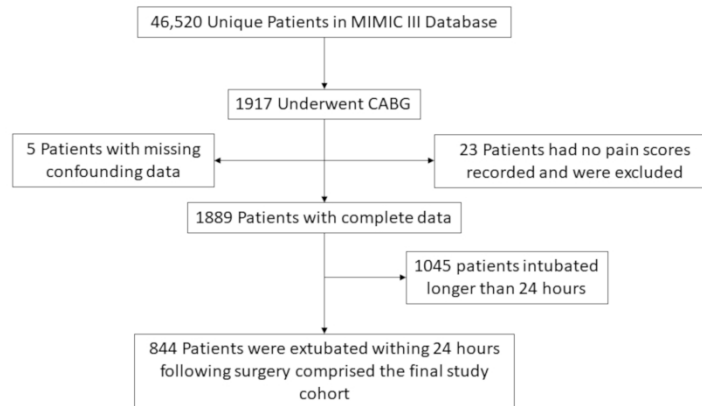 46,520 Unique Patients in MIMIC III Database
1917 Underwent CABG
5 Patients with missing
confounding data
23 Patients had no pain scores
recorded and were excluded
1889 Patients with complete data
1045 patients intubated
longer than 24 hours
844 Patients were extubated withing 24 hours
following surgery comprised the final study
cohort